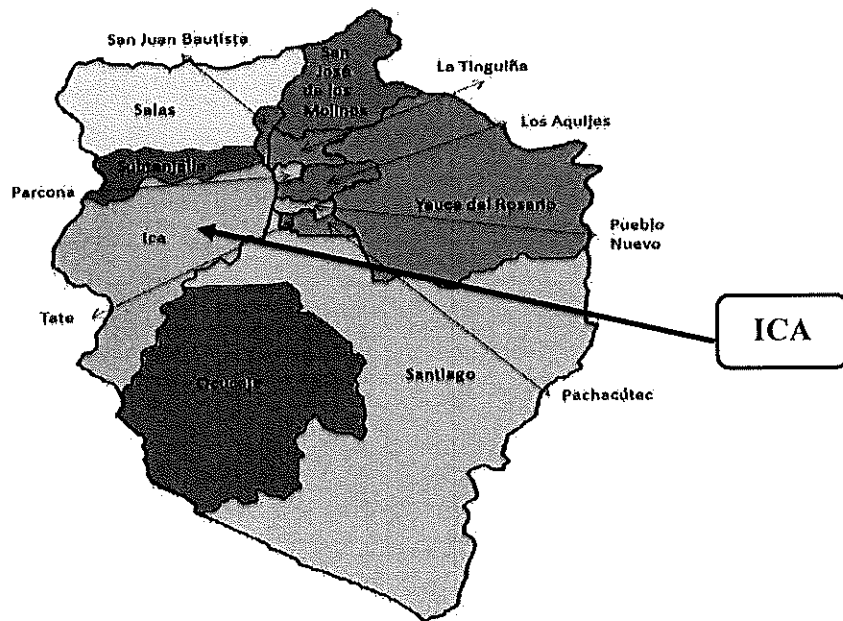 San Juan Bautista
San
José
de los
Molinos
La Tinguiña
Salas
Los Aquijes
Subtanjalla
Parcona
Yauca del Rosario
Ica
Pueblo
Nuevo
ICA
Tate
Ocucaje
Santiago
Pachacútec